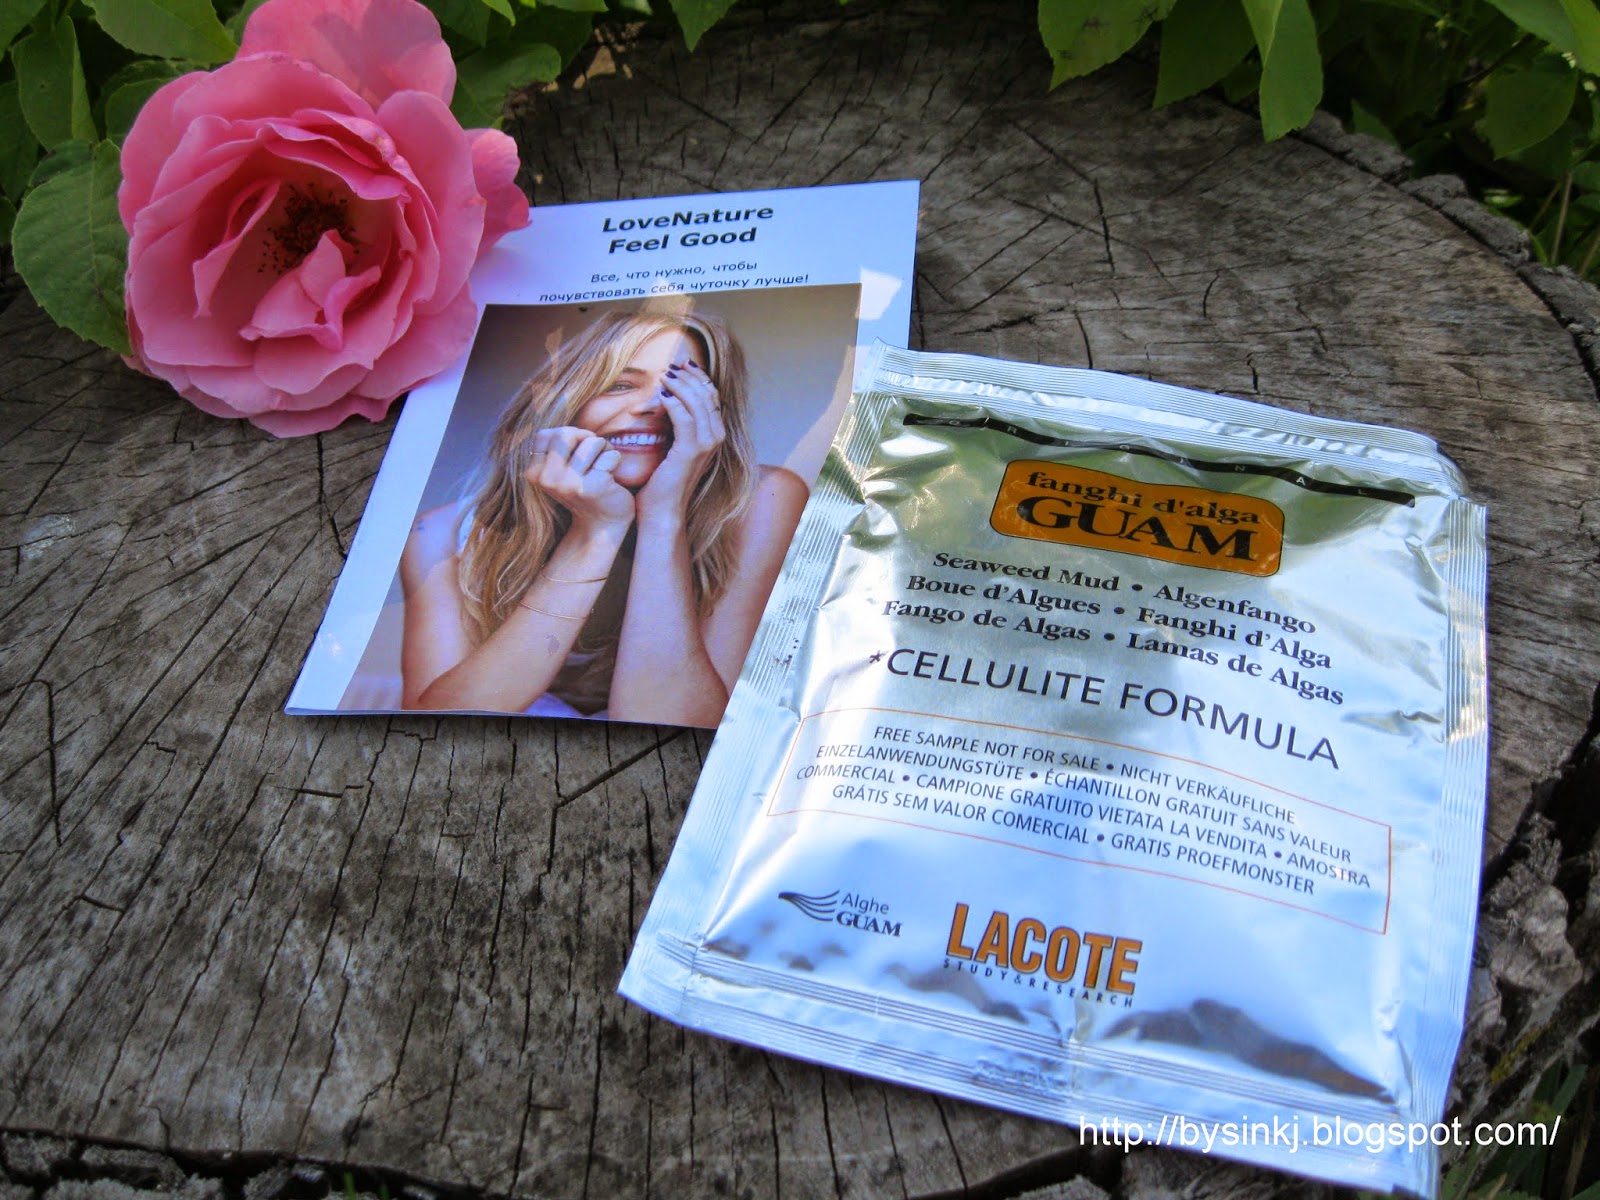 LoveNature
Feel Good
Все, что нужно, чтобы
почувствовать себя чуточку лучше!
ORIGINAL
fanghi d'alga
GUAM
Seaweed Mud • Algenfango
Boue d'Algues • Fanghi d'Alga
Fango de Algas • Lamas de Algas
*CELLULITE FORMULA
FREE SAMPLE NOT FOR SALE • NICHT VERKÄUFLICHE
EINZELANWENDUNGSTÜTE • ÉCHANTILLON GRATUIT SANS VALEUR
COMMERCIAL • CAMPIONE GRATUITO VIETATA LA VENDITA • AMOSTRA
GRÁTIS SEM VALOR COMERCIAL • GRATIS PROEFMONSTER
Alghe
GUAM
LACOTE
STUDY & RESEARCH
http://bysinkj.blogspot.com/